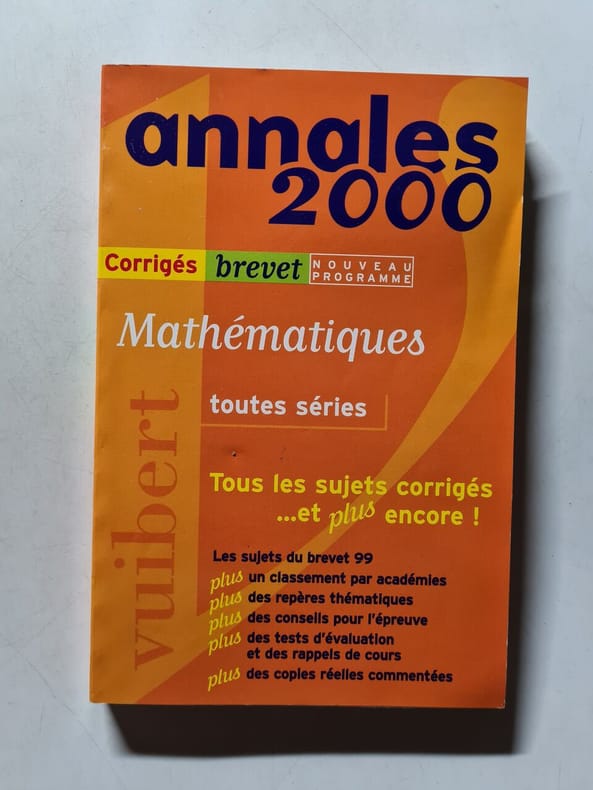 annales
2000
Corrigés brevet NOUVEAU
PROGRAMME
Mathématiques
toutes séries
vuibert
Tous les sujets corrigés
...et plus encore !
Les sujets du brevet 99
plus un classement par académies
plus des repères thématiques
plus des conseils pour l'épreuve
plus des tests d'évaluation
et des rappels de cours
plus des copies réelles commentées